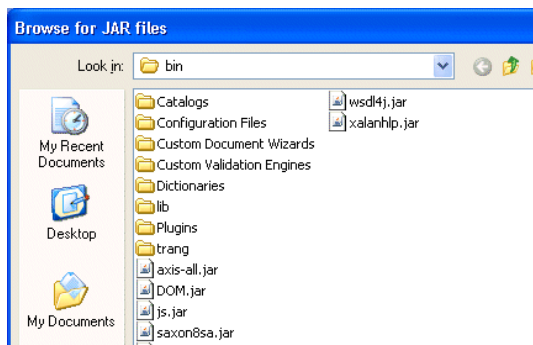 Browse for JAR files
Look in: bin
My Recent Documents
Desktop
My Documents
Catalogs
Configuration Files
Custom Document Wizards
Custom Validation Engines
Dictionaries
lib
Plugins
trang
axis-all.jar
DOM.jar
js.jar
saxon8sa.jar
wsdl4j.jar
xalanhlp.jar